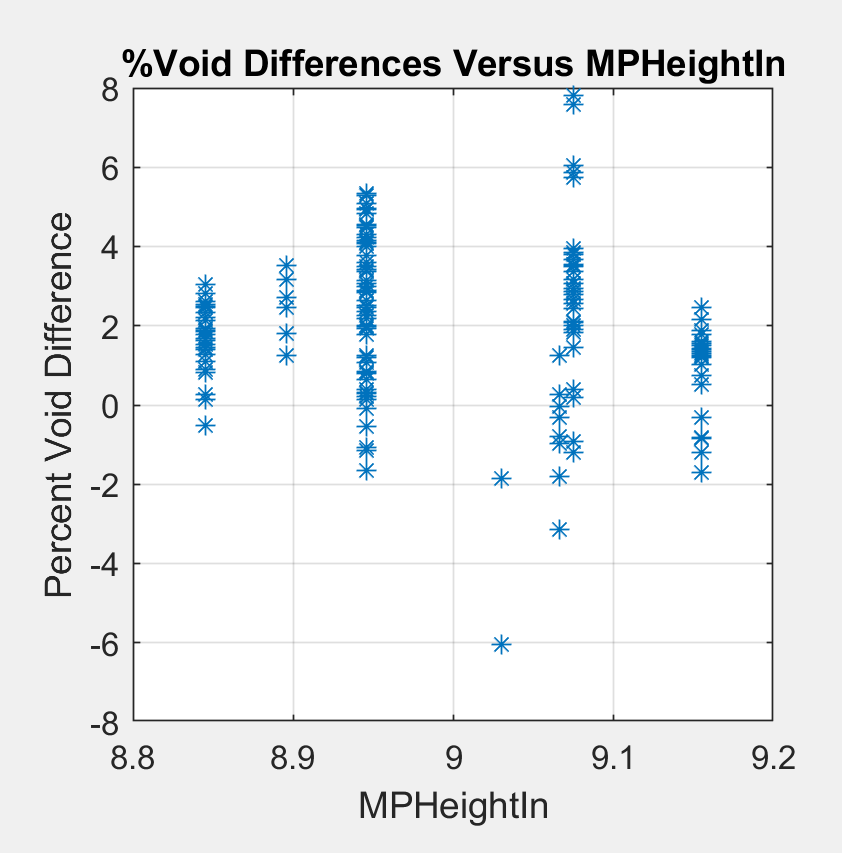 %Void Differences Versus MPHeightIn
8
6
4
2
0
-2
-4
-6
-8
Percent Void Difference
8.8 8.9 9 9.1 9.2
MPHeightIn